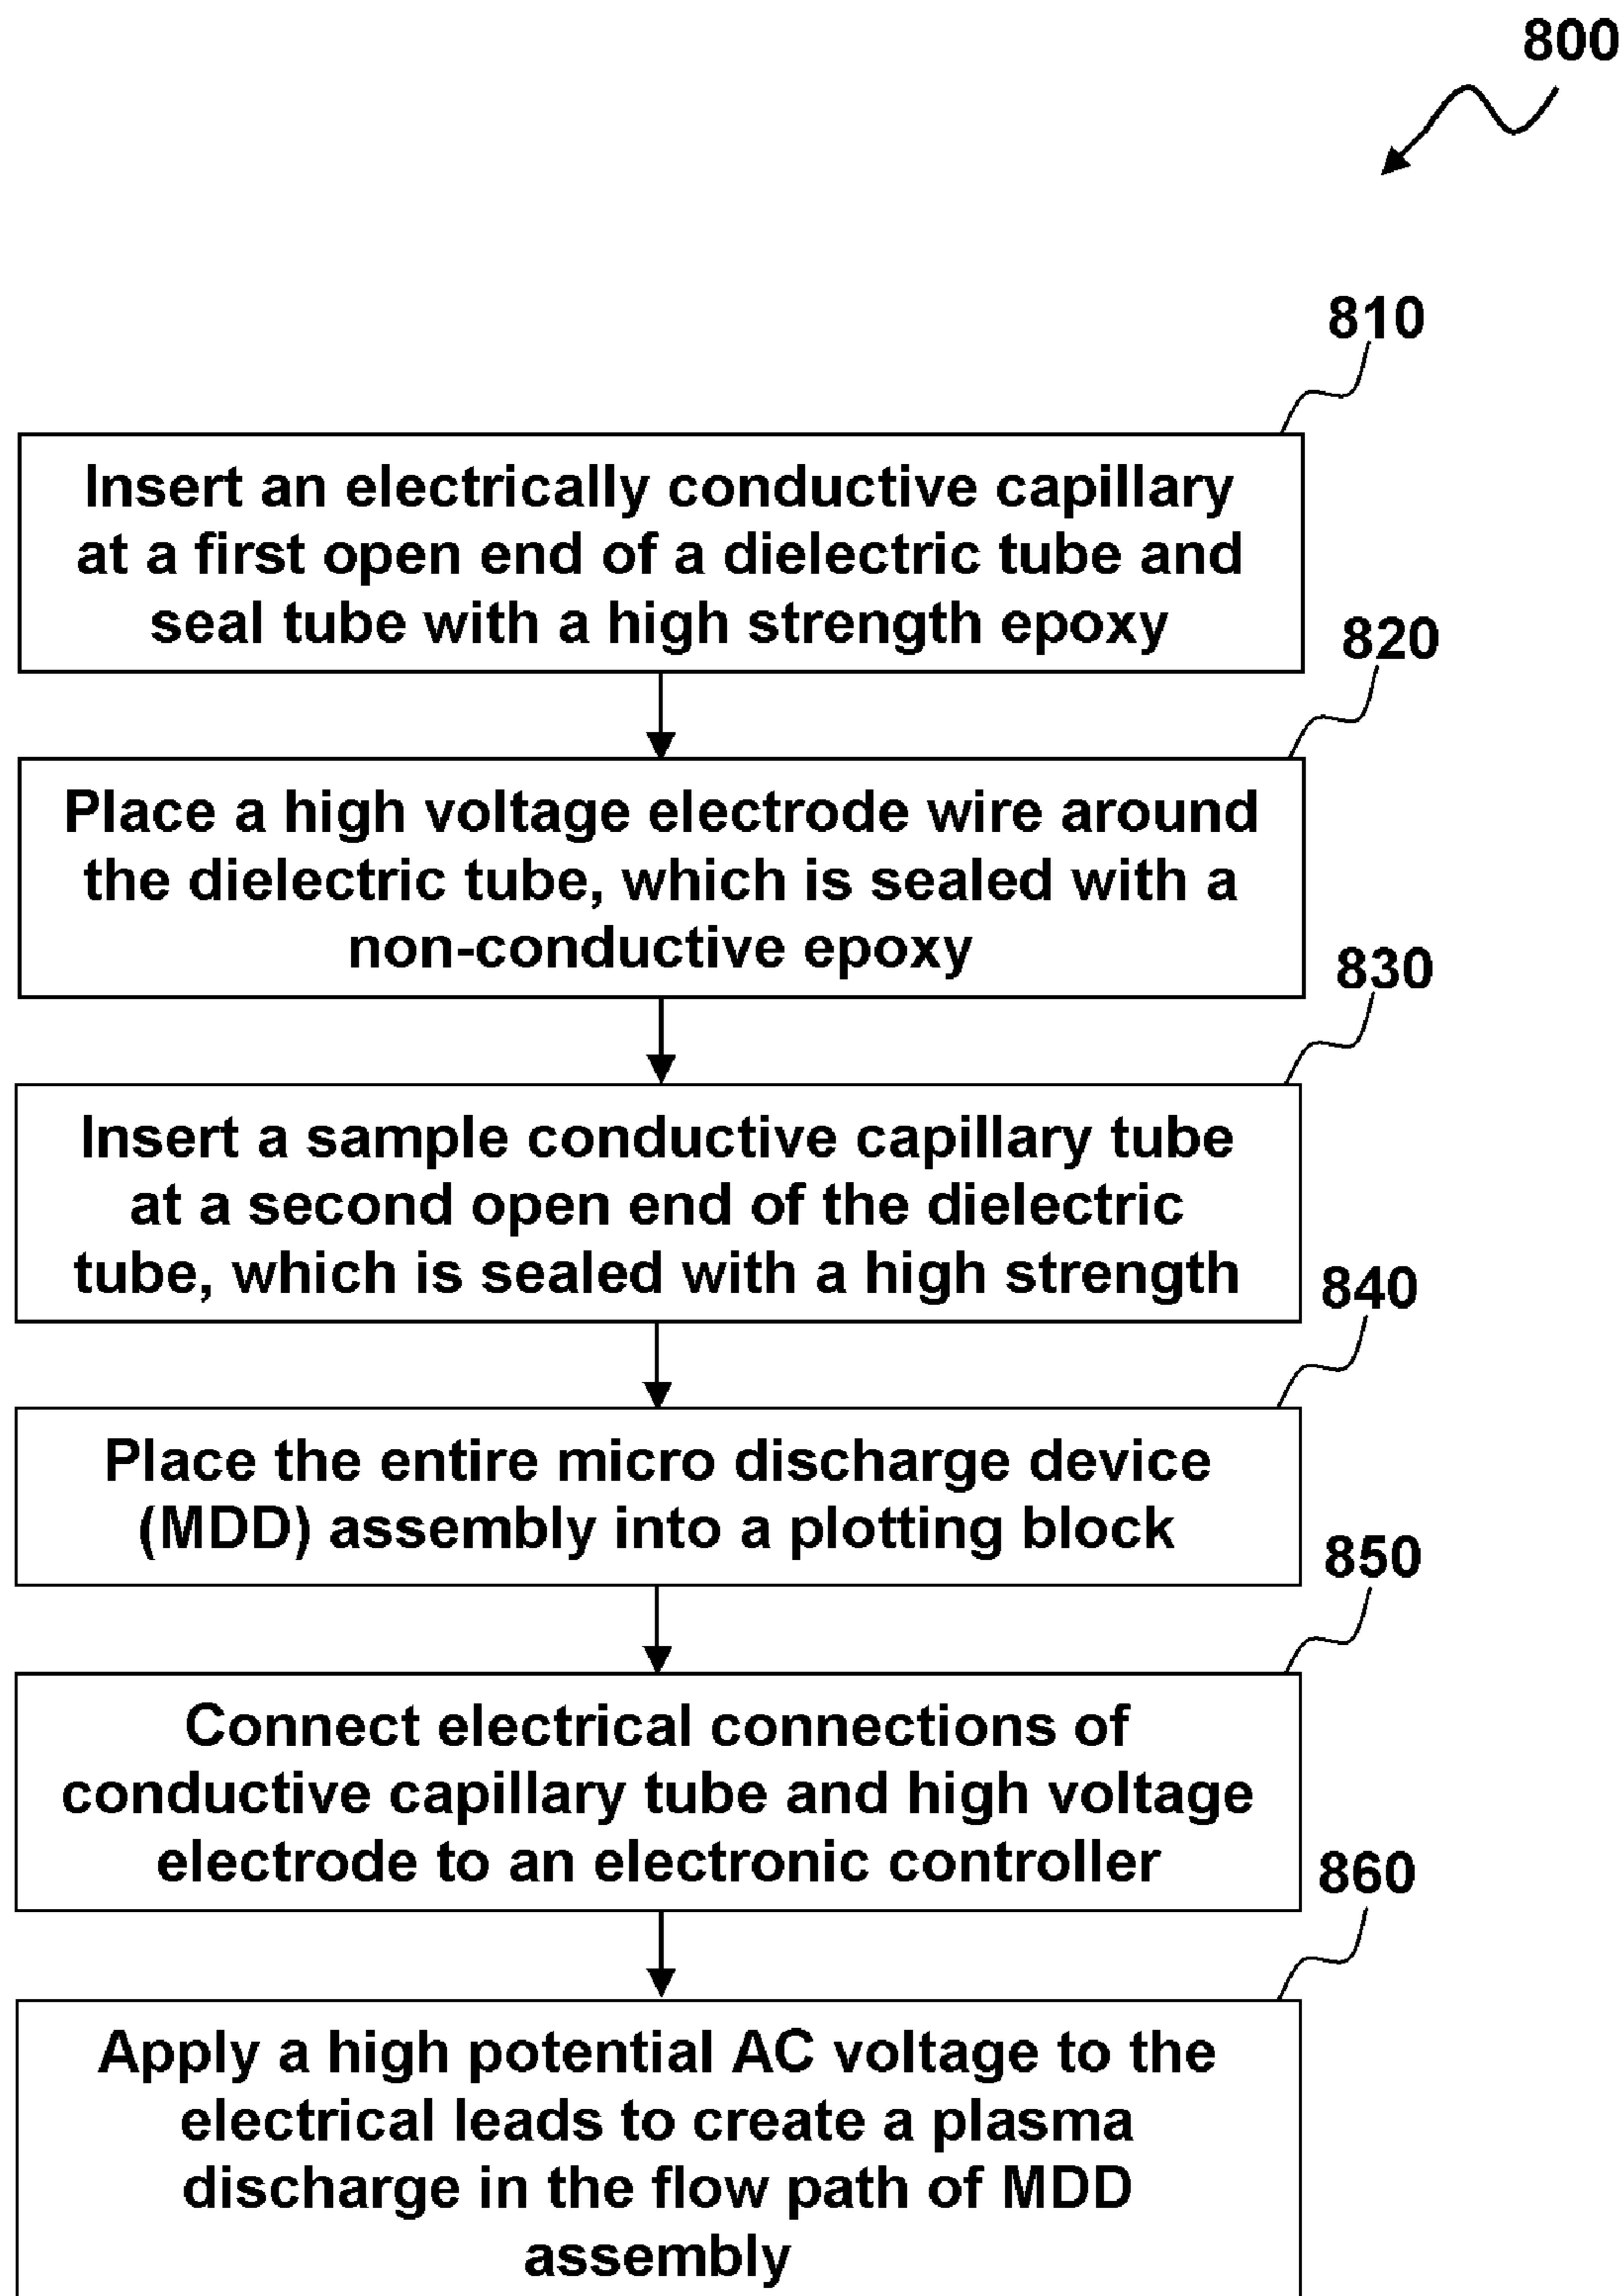 800
810
Insert an electrically conductive capillary
at a first open end of a dielectric tube and
seal tube with a high strength epoxy
820
Place a high voltage electrode wire around
the dielectric tube, which is sealed with a
non-conductive epoxy
830
Insert a sample conductive capillary tube
at a second open end of the dielectric
tube, which is sealed with a high strength
840
Place the entire micro discharge device
(MDD) assembly into a plotting block
850
Connect electrical connections of
conductive capillary tube and high voltage
electrode to an electronic controller
860
Apply a high potential AC voltage to the
electrical leads to create a plasma
discharge in the flow path of MDD
assembly